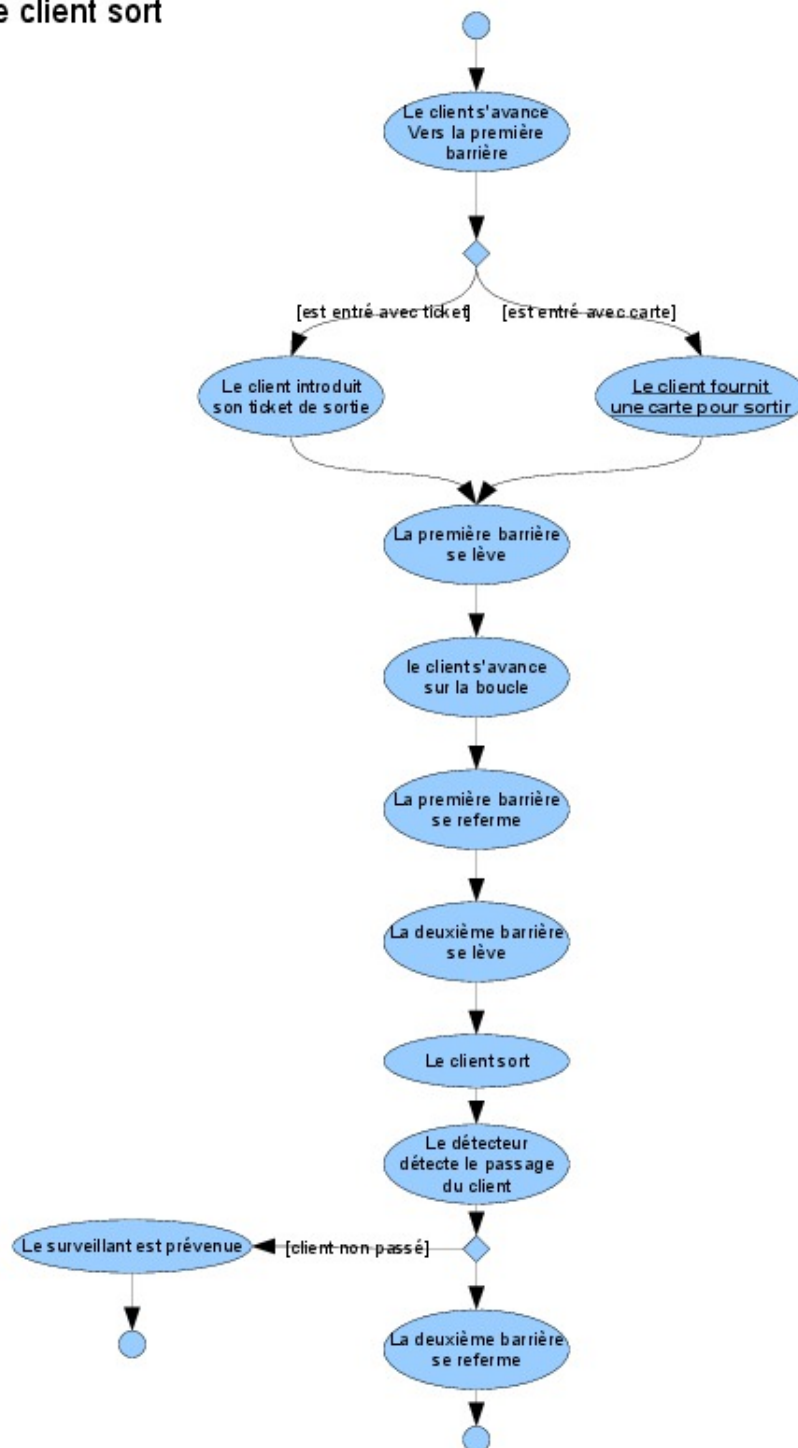 e client sort
Le client s'avance
Vers la première
barrière
[est entré avec ticket]
[est entré avec carte]
Le client introduit
son ticket de sortie
Le client fournit
une carte pour sortir
La première barrière
se lève
le client s'avance
sur la boucle
La première barrière
se referme
La deuxième barrière
se lève
Le client sort
Le détecteur
détecte le passage
du client
Le surveillant est prévenue
[client non passé]
La deuxième barrière
se referme